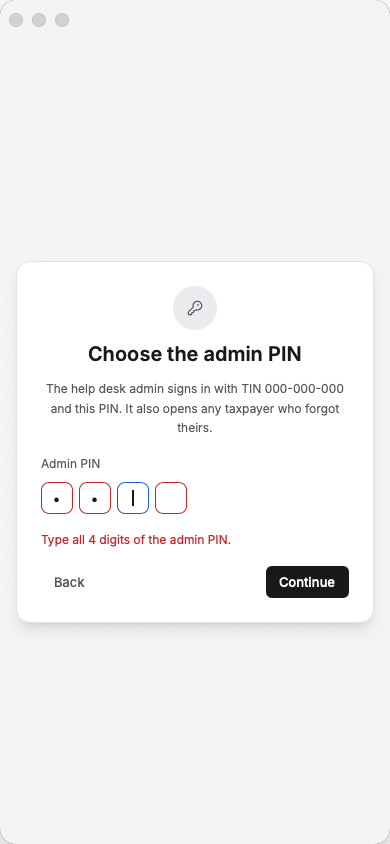 Choose the admin PIN
The help desk admin signs in with TIN 000-000-000
and this PIN. It also opens any taxpayer who forgot
theirs.
Admin PIN
Type all 4 digits of the admin PIN.
Back
Continue